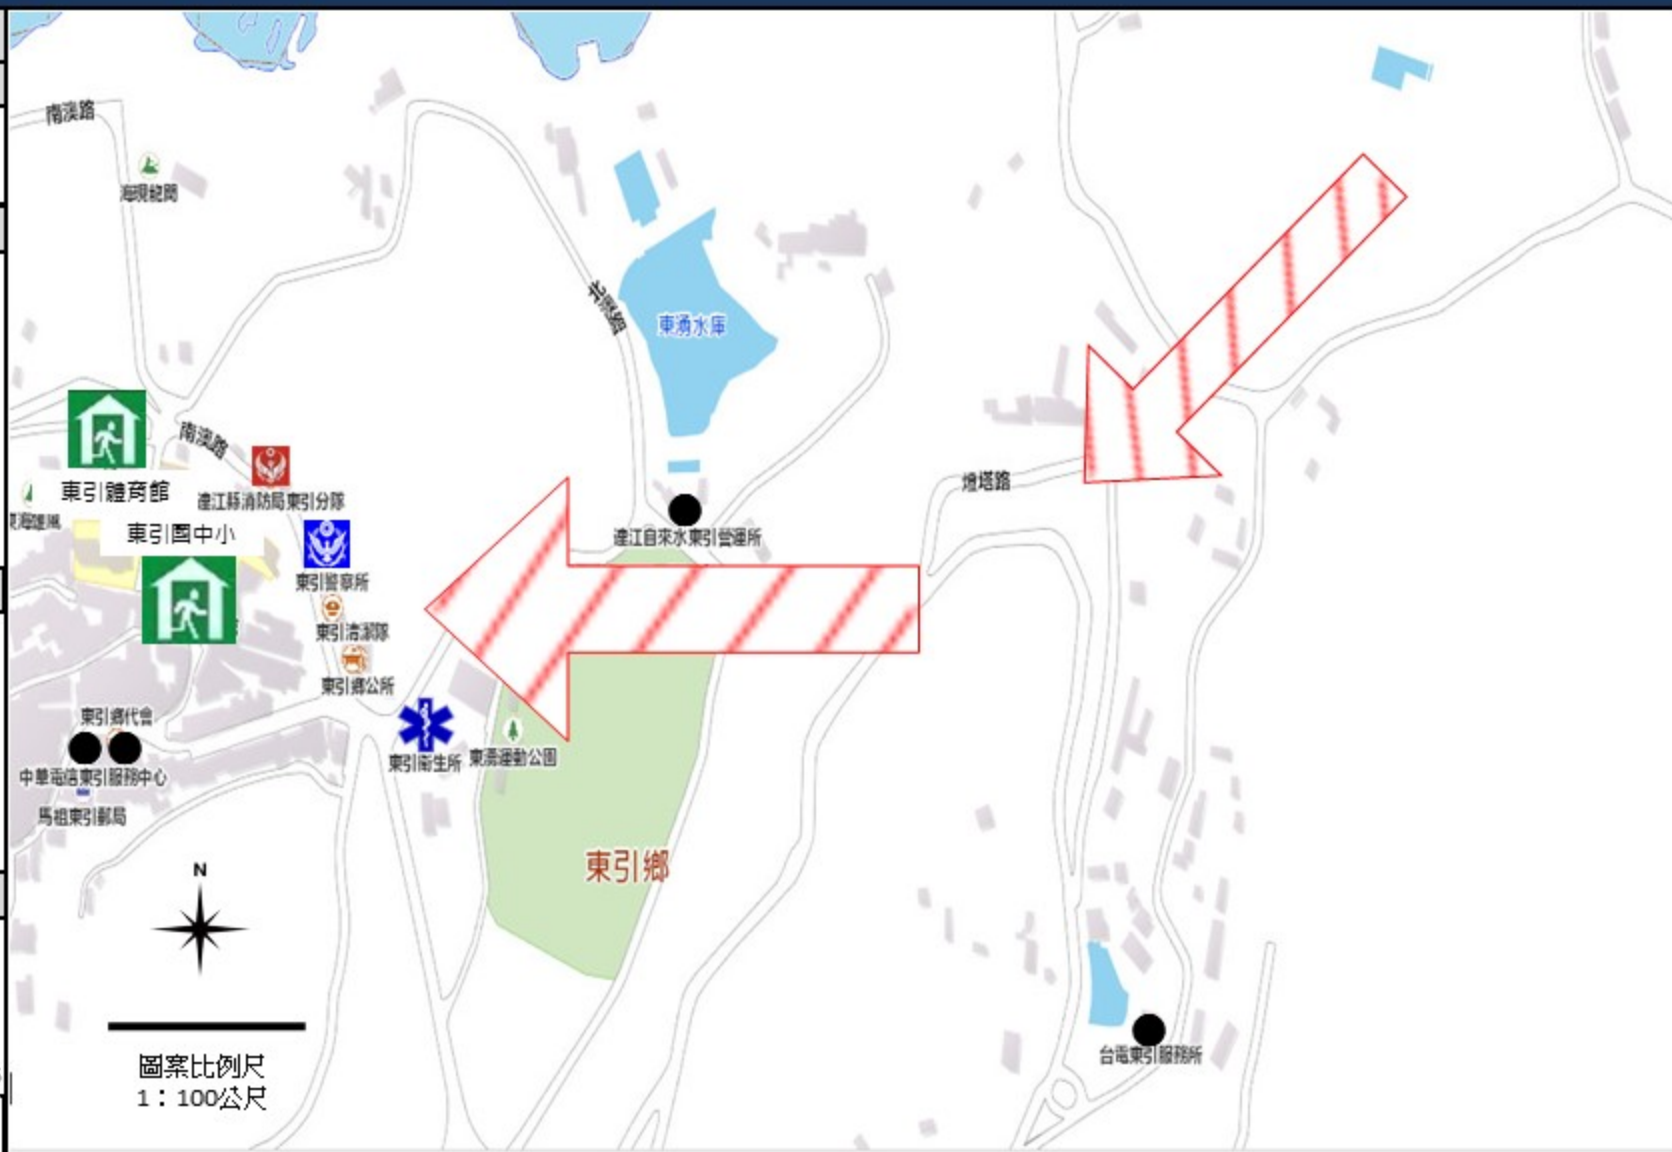 南澳路
海現龍闕
北澳路
東湧水庫
南澳路
東引體育館
連江縣消防局東引分隊
東引國中小
燈塔路
連江自來水東引營運所
東引警察所
東引清潔隊
東引鄉公所
東引鄉代會
東引衛生所
東湧運動公園
中華電信東引服務中心
馬祖東引郵局
東引鄉
N
台電東引服務所
圖案比例尺
1：100公尺